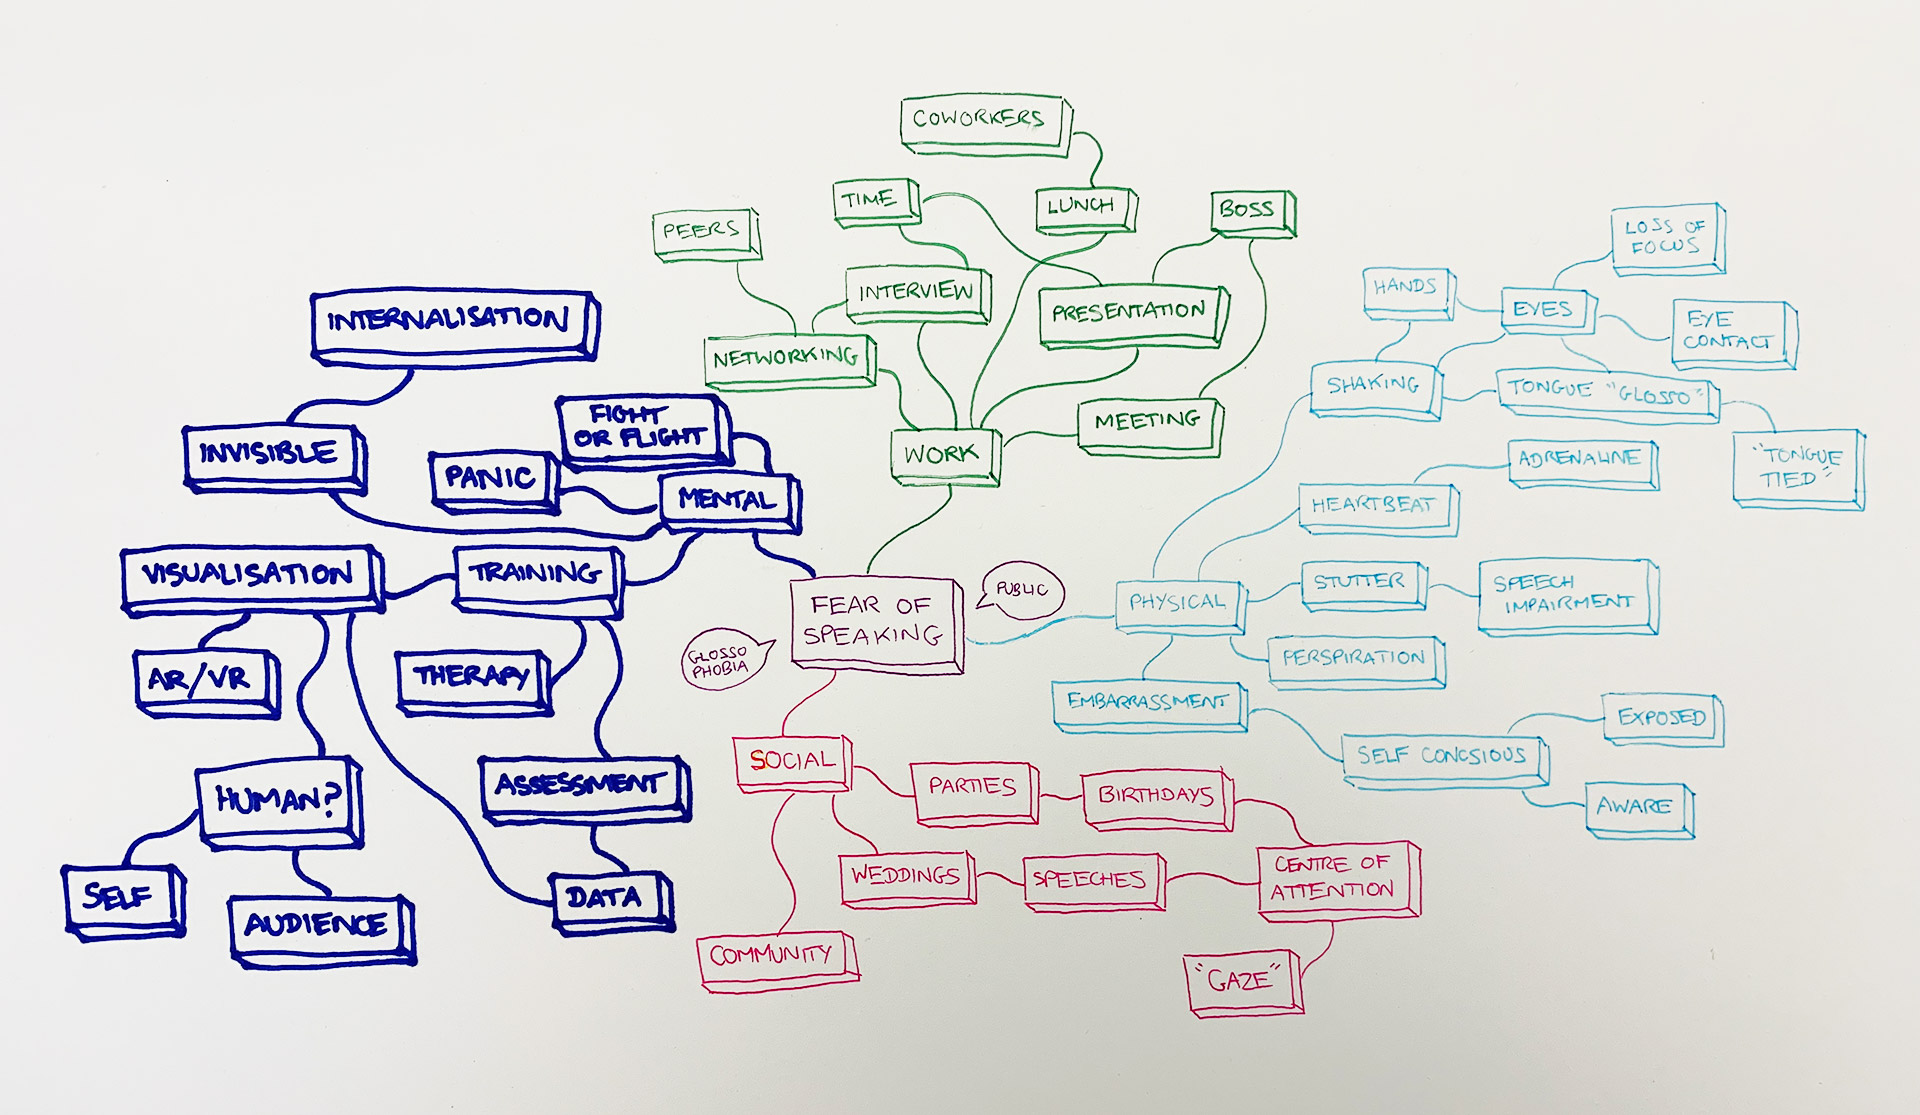 COWORKERS
TIME
LUNCH
BOSS
PEERS
INTERVIEW
PRESENTATION
NETWORKING
MEETING
WORK
INTERNALISATION
INVISIBLE
FIGHT
OR FLIGHT
PANIC
MENTAL
VISUALISATION
TRAINING
AR/VR
THERAPY
HUMAN?
ASSESSMENT
SELF
AUDIENCE
DATA
FEAR OF
SPEAKING
PUBLIC
GLOSSO
PHOBIA
PHYSICAL
LOSS OF
FOCUS
HANDS
EYES
EYE
CONTACT
SHAKING
TONGUE "GLOSSO"
"TONGUE
TIED"
ADRENALINE
HEARTBEAT
STUTTER
SPEECH
IMPAIRMENT
PERSPIRATION
EMBARRASSMENT
SELF CONCSIOUS
EXPOSED
AWARE
SOCIAL
PARTIES
BIRTHDAYS
WEDDINGS
SPEECHES
CENTRE OF
ATTENTION
COMMUNITY
"GAZE"